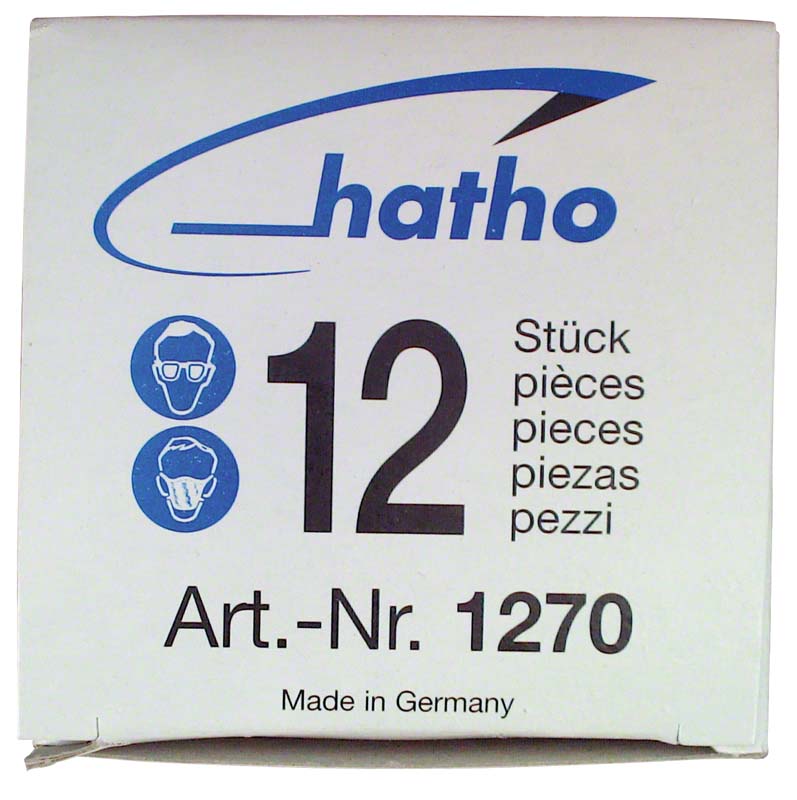 hatho
12
Stück
pièces
pieces
piezas
pezzi
Art.-Nr. 1270
Made in Germany